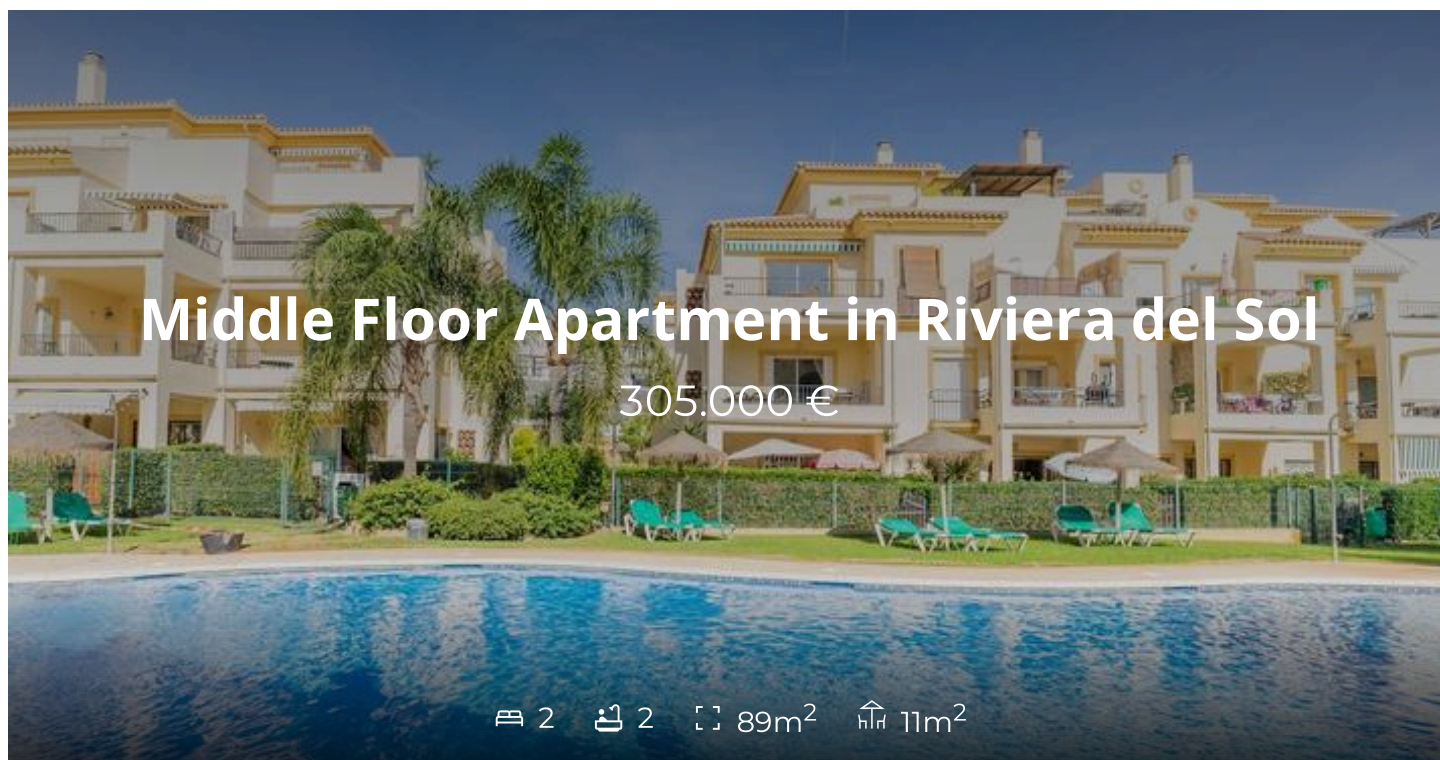 Middle Floor Apartment in Riviera del Sol
305.000 €
2 2 89m² 11m²